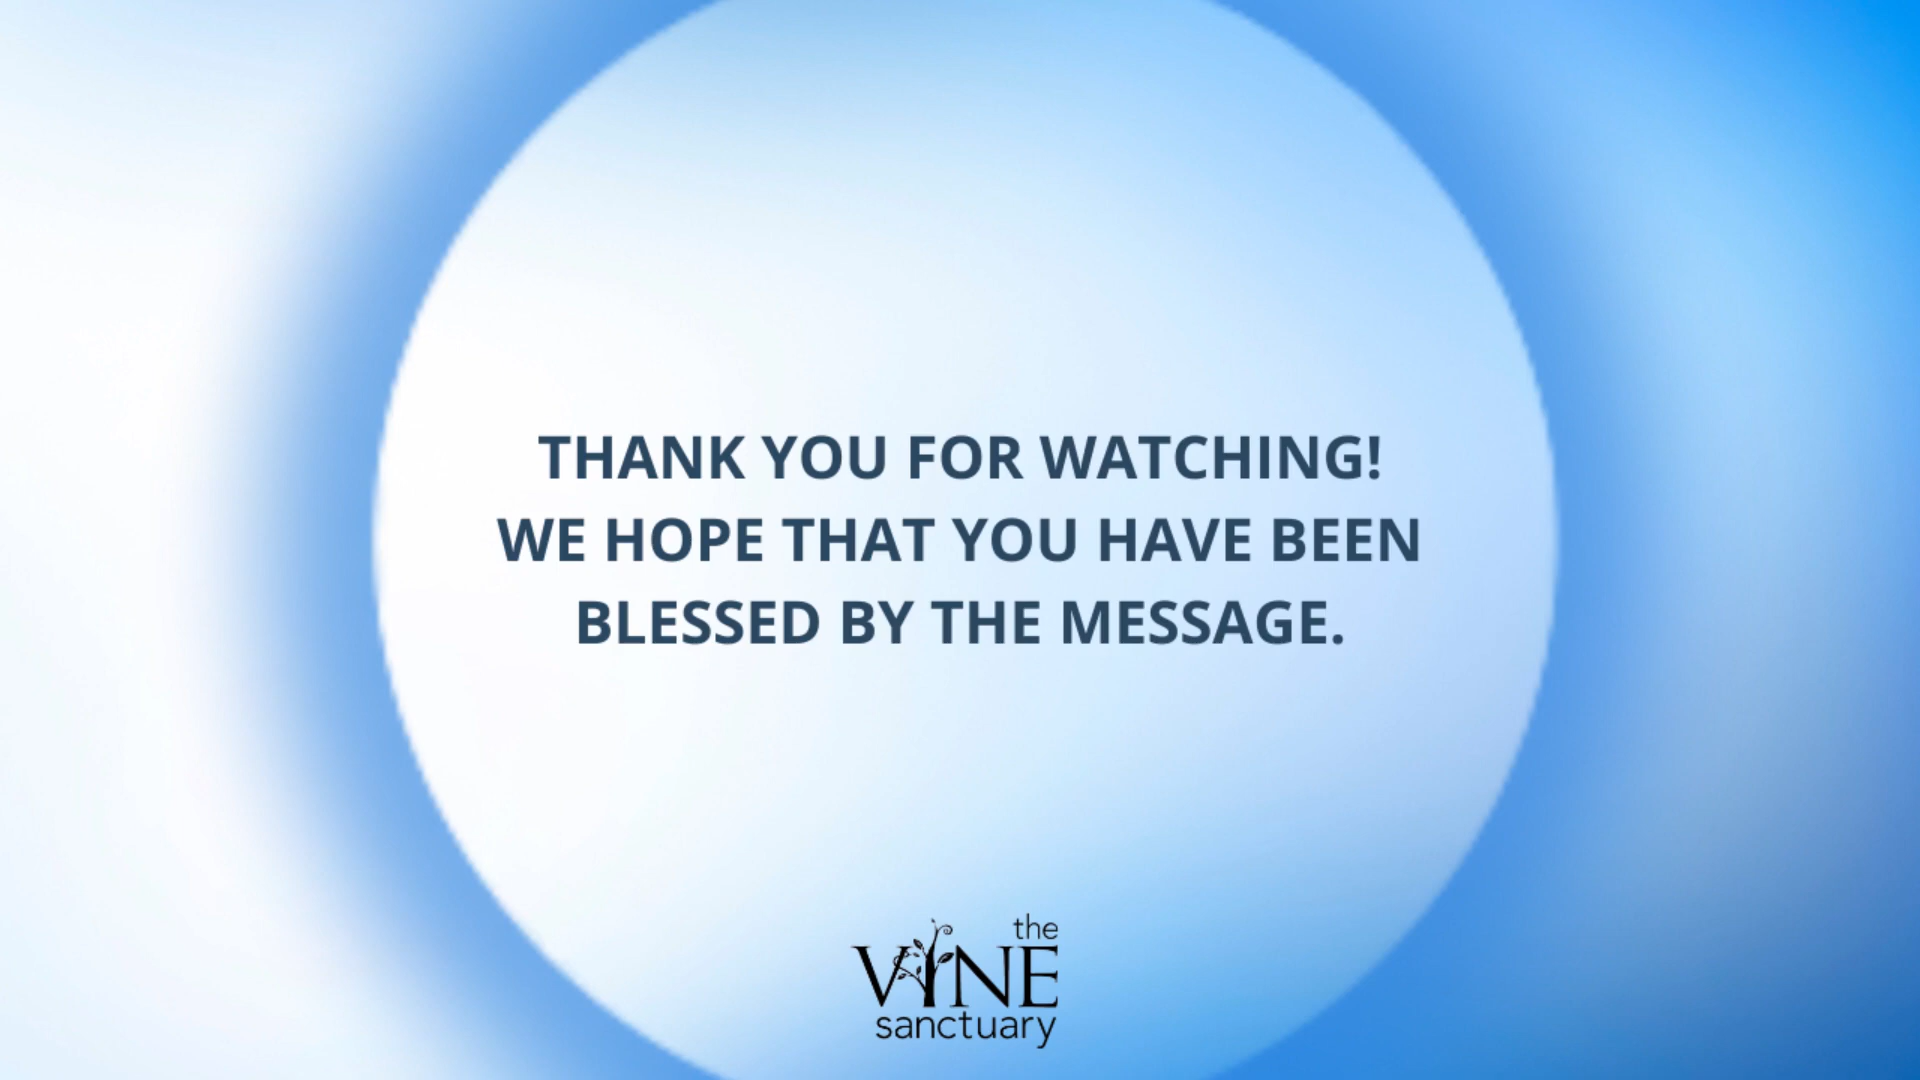 THANK YOU FOR WATCHING!
WE HOPE THAT YOU HAVE BEEN
BLESSED BY THE MESSAGE.
the
VINE
sanctuary